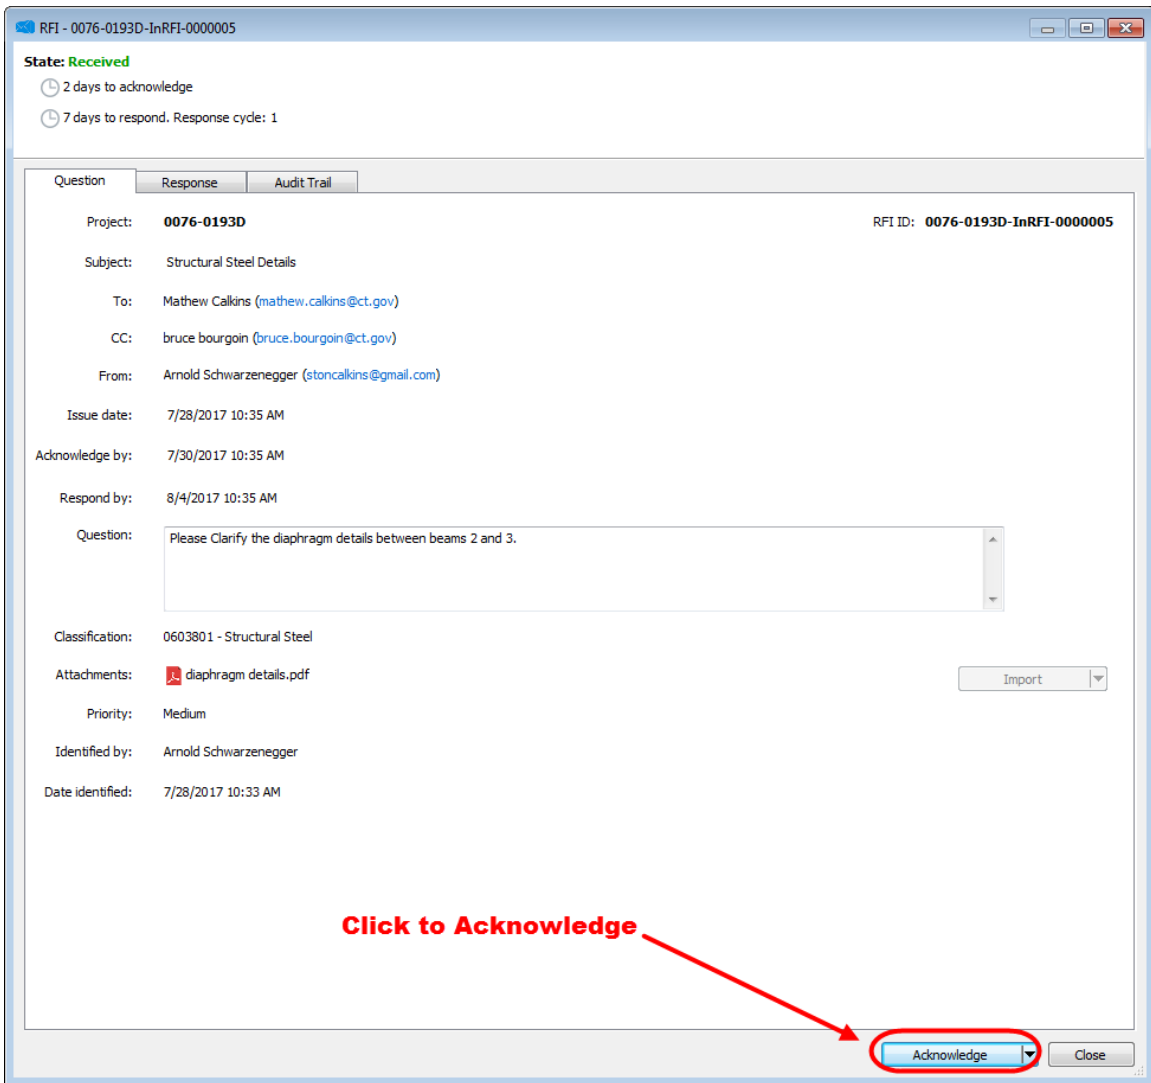 RFI - 0076-0193D-InRFI-0000005
State: Received
2 days to acknowledge
7 days to respond. Response cycle: 1
Question Response Audit Trail
Project: 0076-0193D RFI ID: 0076-0193D-InRFI-0000005
Subject: Structural Steel Details
To: Mathew Calkins (mathew.calkins@ct.gov)
CC: bruce bourgoin (bruce.bourgoin@ct.gov)
From: Arnold Schwarzenegger (stoncalkins@gmail.com)
Issue date: 7/28/2017 10:35 AM
Acknowledge by: 7/30/2017 10:35 AM
Respond by: 8/4/2017 10:35 AM
Question: Please Clarify the diaphragm details between beams 2 and 3.
Classification: 0603801 - Structural Steel
Attachments: diaphragm details.pdf Import
Priority: Medium
Identified by: Arnold Schwarzenegger
Date identified: 7/28/2017 10:33 AM
Click to Acknowledge
Acknowledge Close